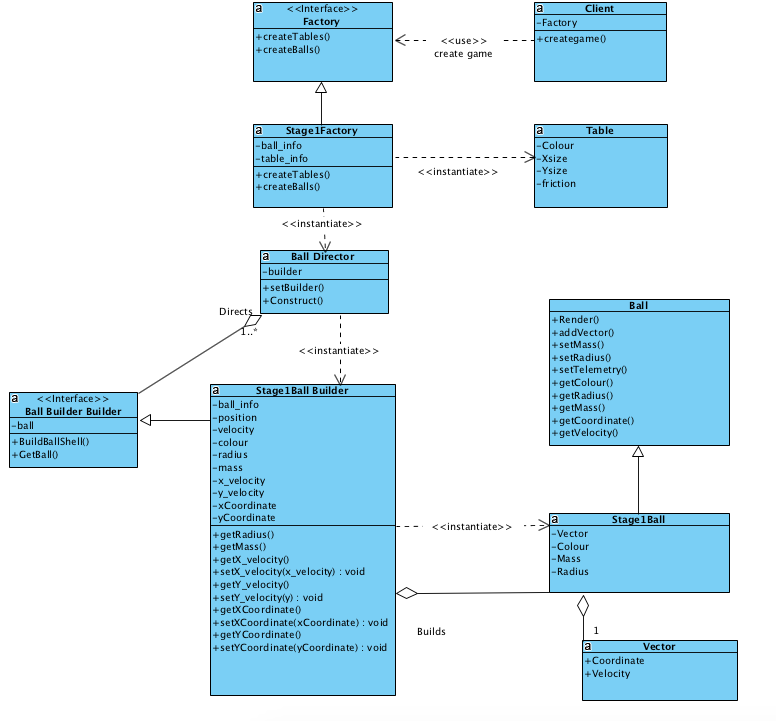 a <<Interface>>
Factory
+createTables()
+createBalls()
a Client
-Factory
+creategame()
<<use>>
create game
a Stage1Factory
-ball_info
-table_info
+createTables()
+createBalls()
a Table
-Colour
-Xsize
-Ysize
-friction
<<instantiate>>
<<instantiate>>
a Ball Director
-builder
+setBuilder()
+Construct()
Directs
1..*
<<instantiate>>
Ball
+Render()
+addVector()
+setMass()
+setRadius()
+setTelemetry()
+getColour()
+getRadius()
+getMass()
+getCoordinate()
+getVelocity()
a <<Interface>>
Ball Builder Builder
-ball
+BuildBallShell()
+GetBall()
a Stage1Ball Builder
-ball_info
-position
-velocity
-colour
-radius
-mass
-x_velocity
-y_velocity
-xCoordinate
-yCoordinate
+getRadius()
+getMass()
+getX_velocity()
+setX_velocity(x_velocity) : void
+getY_velocity()
+setY_velocity(y) : void
+getXCoordinate()
+setXCoordinate(xCoordinate) : void
+getYCoordinate()
+setYCoordinate(yCoordinate) : void
<<instantiate>>
a Stage1Ball
-Vector
-Colour
-Mass
-Radius
Builds
1
a Vector
+Coordinate
+Velocity